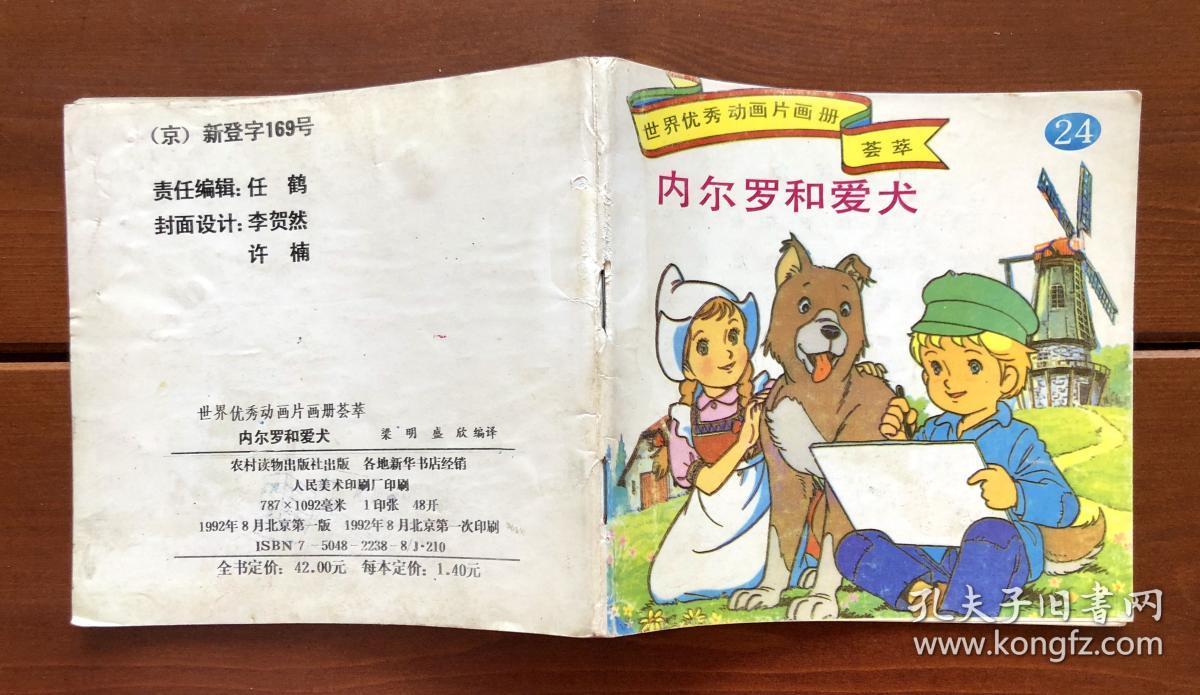 （京）新登字169号
责任编辑：任 鹤
封面设计：李贺然
许 楠
世界优秀动画片画册荟萃
内尔罗和爱犬 梁 明 盛 欣 编译
农村读物出版社出版 各地新华书店经销
人民美术印刷厂印刷
787×1092毫米 1印张 48开
1992年8月北京第一版 1992年8月北京第一次印刷
ISBN 7-5048-2238-8/J·210
全书定价：42.00元 每本定价：1.40元
世界优秀动画片画册
荟萃
24
内尔罗和爱犬
孔夫子旧書网
www.kongfz.com